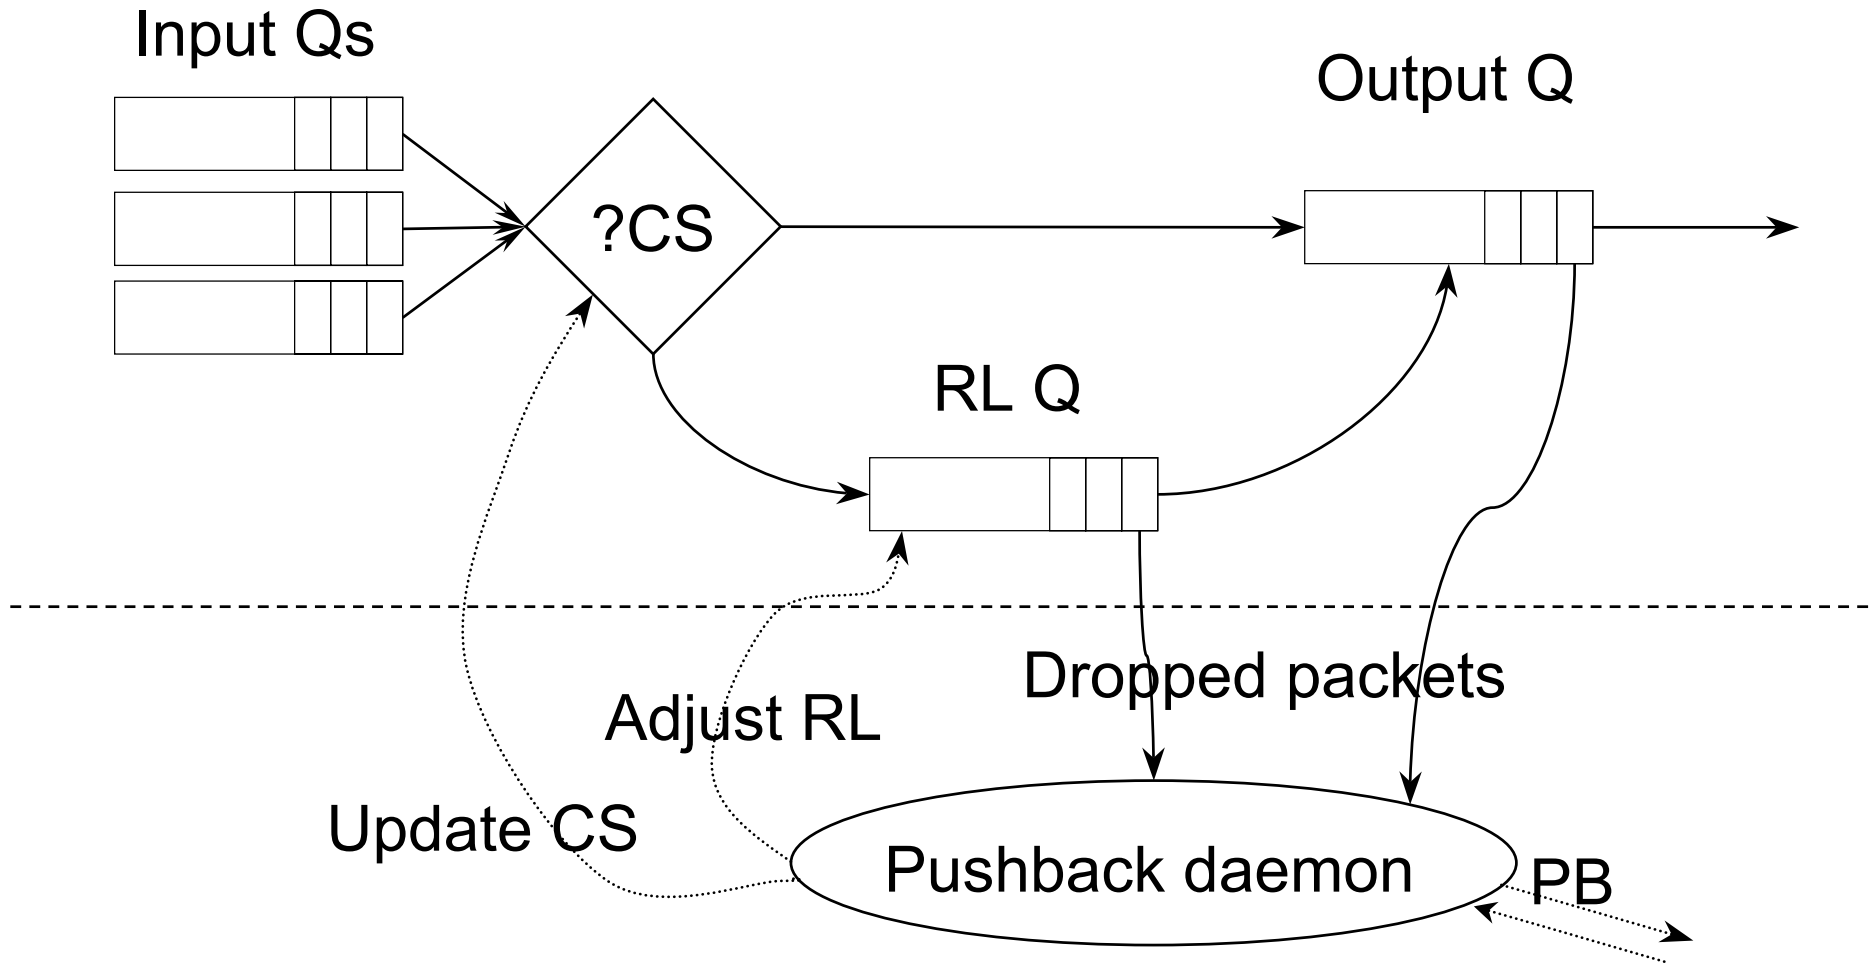 Input Qs
Output Q
?CS
RL Q
Dropped packets
Adjust RL
Update CS
Pushback daemon
PB